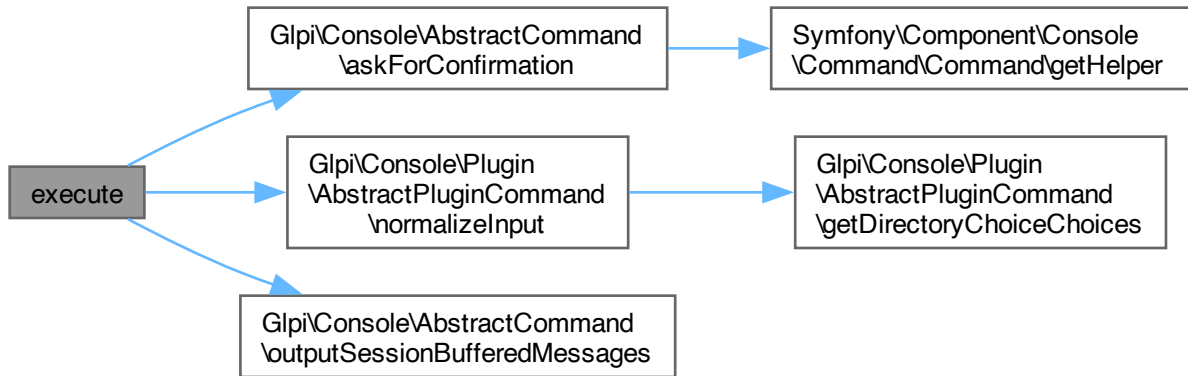 Glpi\Console\AbstractCommand
\askForConfirmation
Symfony\Component\Console
\Command\Command\getHelper
execute
Glpi\Console\Plugin
\AbstractPluginCommand
\normalizeInput
Glpi\Console\Plugin
\AbstractPluginCommand
\getDirectoryChoiceChoices
Glpi\Console\AbstractCommand
\outputSessionBufferedMessages